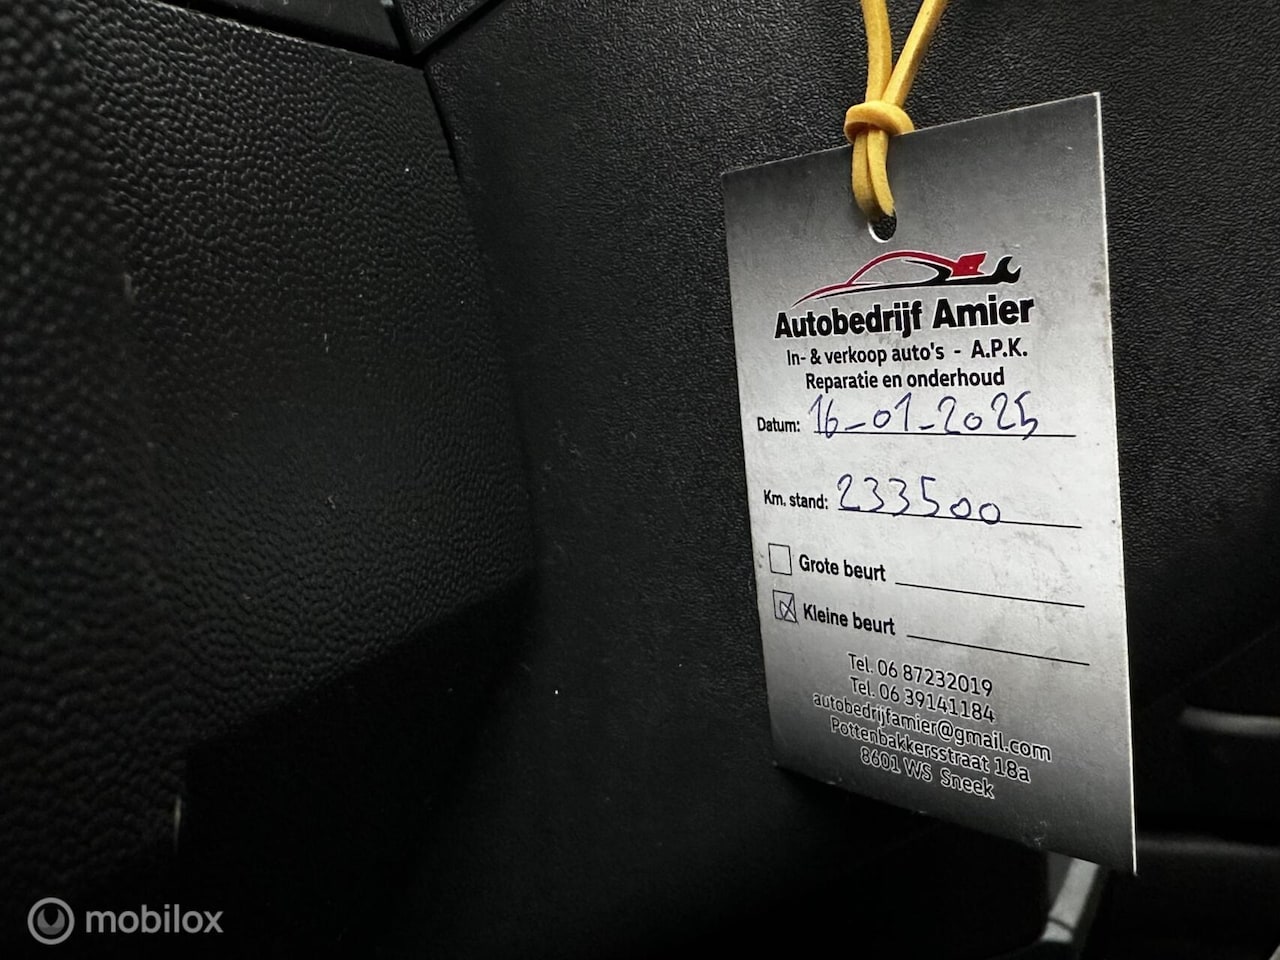 Autobedrijf Amier
In- & verkoop auto's - A.P.K.
Reparatie en onderhoud
Datum: 16-01-2025
Km. stand: 233500
Grote beurt
Kleine beurt
Tel. 06 87232019
Tel. 06 39141184
autobedrijfamier@gmail.com
Pottenbakkersstraat 18a
8601 WS Sneek
mobilox